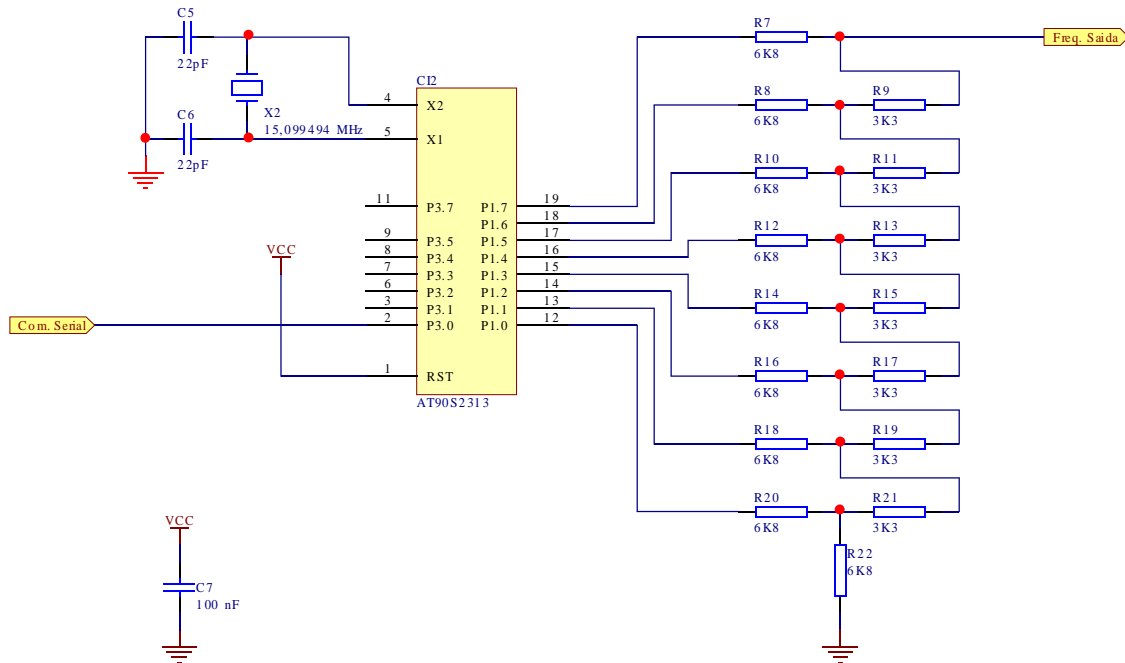 C5
22pF
C6
22pF
X2
15,099494 MHz
CI2
4
X2
5
X1
11
P3.7
9
P3.5
8
P3.4
7
P3.3
6
P3.2
3
P3.1
2
P3.0
1
RST
P1.7
19
P1.6
18
P1.5
17
P1.4
16
P1.3
15
P1.2
14
P1.1
13
P1.0
12
AT90S2313
VCC
Com. Serial
R7
6K8
Freq. Saida
R8
6K8
R9
3K3
R10
6K8
R11
3K3
R12
6K8
R13
3K3
R14
6K8
R15
3K3
R16
6K8
R17
3K3
R18
6K8
R19
3K3
R20
6K8
R21
3K3
R22
6K8
VCC
C7
100 nF